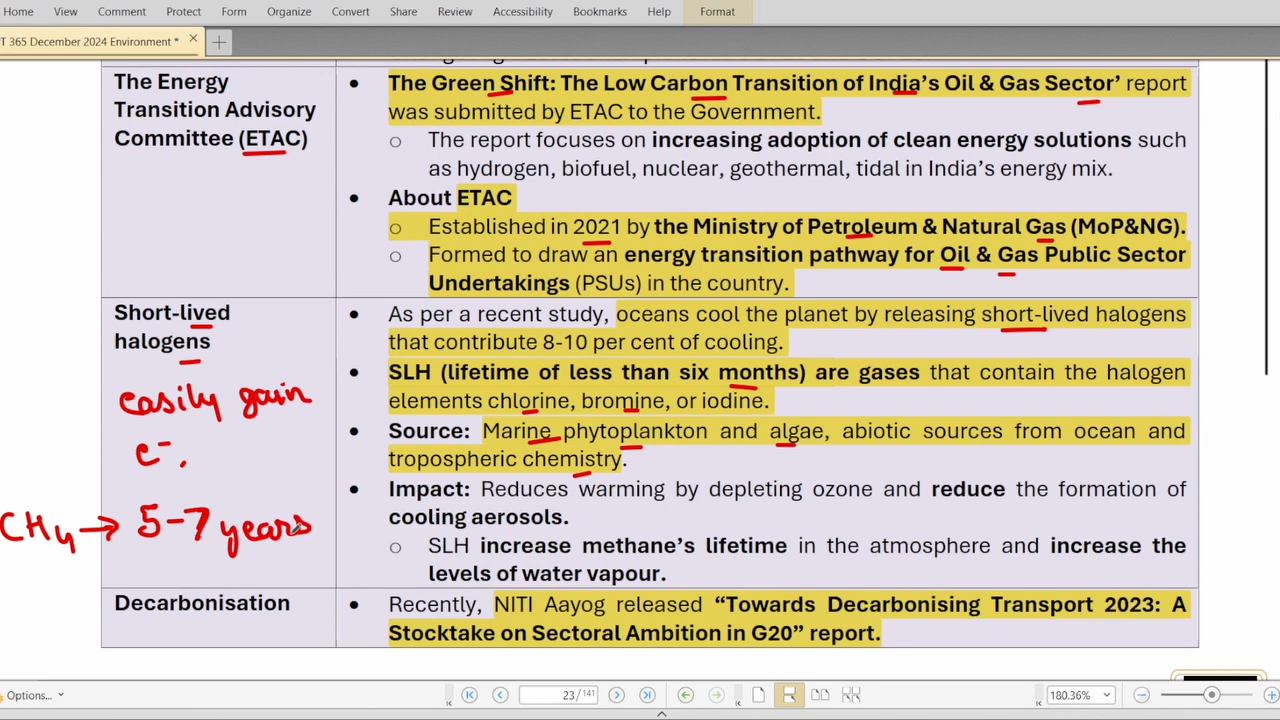 Home View Comment Protect Form Organize Convert Share Review Accessibility Bookmarks Help Format
T 365 December 2024 Environment *
The Energy
Transition Advisory
Committee (ETAC)
• The Green Shift: The Low Carbon Transition of India's Oil & Gas Sector' report
was submitted by ETAC to the Government.
o The report focuses on increasing adoption of clean energy solutions such
as hydrogen, biofuel, nuclear, geothermal, tidal in India's energy mix.
• About ETAC
o Established in 2021 by the Ministry of Petroleum & Natural Gas (MoP&NG).
o Formed to draw an energy transition pathway for Oil & Gas Public Sector
Undertakings (PSUs) in the country.
Short-lived
halogens
easily gain
e⁻.
CH4 → 5-7 years
• As per a recent study, oceans cool the planet by releasing short-lived halogens
that contribute 8-10 per cent of cooling.
• SLH (lifetime of less than six months) are gases that contain the halogen
elements chlorine, bromine, or iodine.
• Source: Marine phytoplankton and algae, abiotic sources from ocean and
tropospheric chemistry.
• Impact: Reduces warming by depleting ozone and reduce the formation of
cooling aerosols.
o SLH increase methane's lifetime in the atmosphere and increase the
levels of water vapour.
Decarbonisation
• Recently, NITI Aayog released "Towards Decarbonising Transport 2023: A
Stocktake on Sectoral Ambition in G20" report.
Options...
23 / 141
180.36%